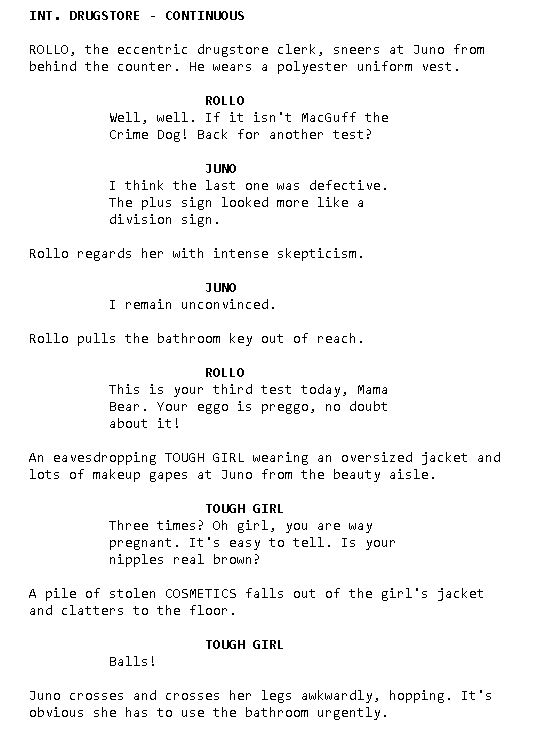 INT. DRUGSTORE - CONTINUOUS
ROLLO, the eccentric drugstore clerk, sneers at Juno from
behind the counter. He wears a polyester uniform vest.
ROLLO
Well, well. If it isn't MacGuff the
Crime Dog! Back for another test?
JUNO
I think the last one was defective.
The plus sign looked more like a
division sign.
Rollo regards her with intense skepticism.
JUNO
I remain unconvinced.
Rollo pulls the bathroom key out of reach.
ROLLO
This is your third test today, Mama
Bear. Your eggo is preggo, no doubt
about it!
An eavesdropping TOUGH GIRL wearing an oversized jacket and
lots of makeup gapes at Juno from the beauty aisle.
TOUGH GIRL
Three times? Oh girl, you are way
pregnant. It's easy to tell. Is your
nipples real brown?
A pile of stolen COSMETICS falls out of the girl's jacket
and clatters to the floor.
TOUGH GIRL
Balls!
Juno crosses and crosses her legs awkwardly, hopping. It's
obvious she has to use the bathroom urgently.